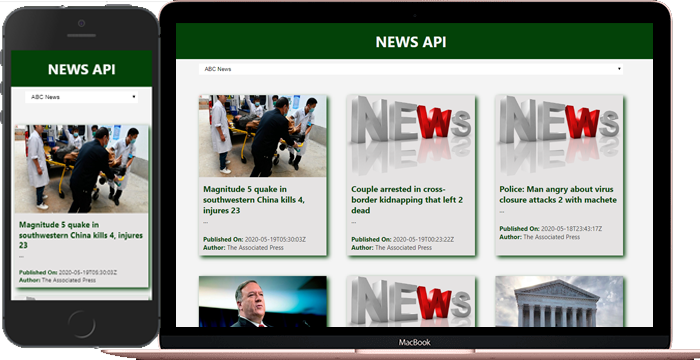 NEWS API
ABC News
Magnitude 5 quake in
southwestern China kills 4, injures
23
...
Published On: 2020-05-19T05:30:03Z
Author: The Associated Press
NEWS API
ABC News
Magnitude 5 quake in
southwestern China kills 4,
injures 23
...
Published On: 2020-05-19T05:30:03Z
Author: The Associated Press
NEWS
Couple arrested in cross-
border kidnapping that left 2
dead
...
Published On: 2020-05-19T00:23:22Z
Author: The Associated Press
NEWS
Police: Man angry about virus
closure attacks 2 with machete
...
Published On: 2020-05-18T23:43:17Z
Author: The Associated Press
NEWS
MacBook